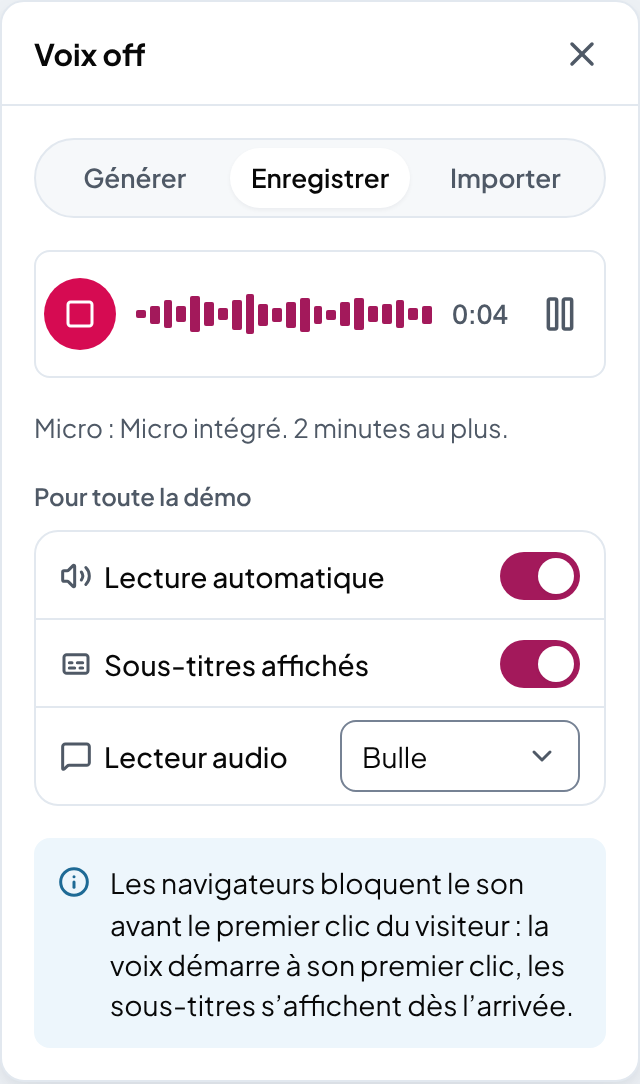 Voix off
Générer
Enregistrer
Importer
0:04
Micro : Micro intégré. 2 minutes au plus.
Pour toute la démo
Lecture automatique
Sous-titres affichés
Lecteur audio
Bulle
Les navigateurs bloquent le son
avant le premier clic du visiteur : la
voix démarre à son premier clic, les
sous-titres s’affichent dès l’arrivée.